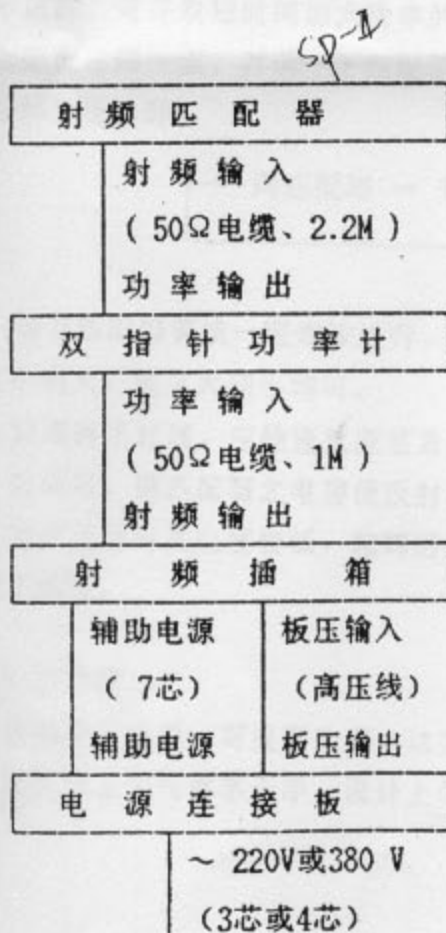 SP-II
射频匹配器
射频输入
(50Ω电缆、2.2M)
功率输出
双指针功率计
功率输入
(50Ω电缆、1M)
射频输出
射频插箱
辅助电源 板压输入
(7芯) (高压线)
辅助电源 板压输出
电源连接板
～ 220V或380 V
(3芯或4芯)